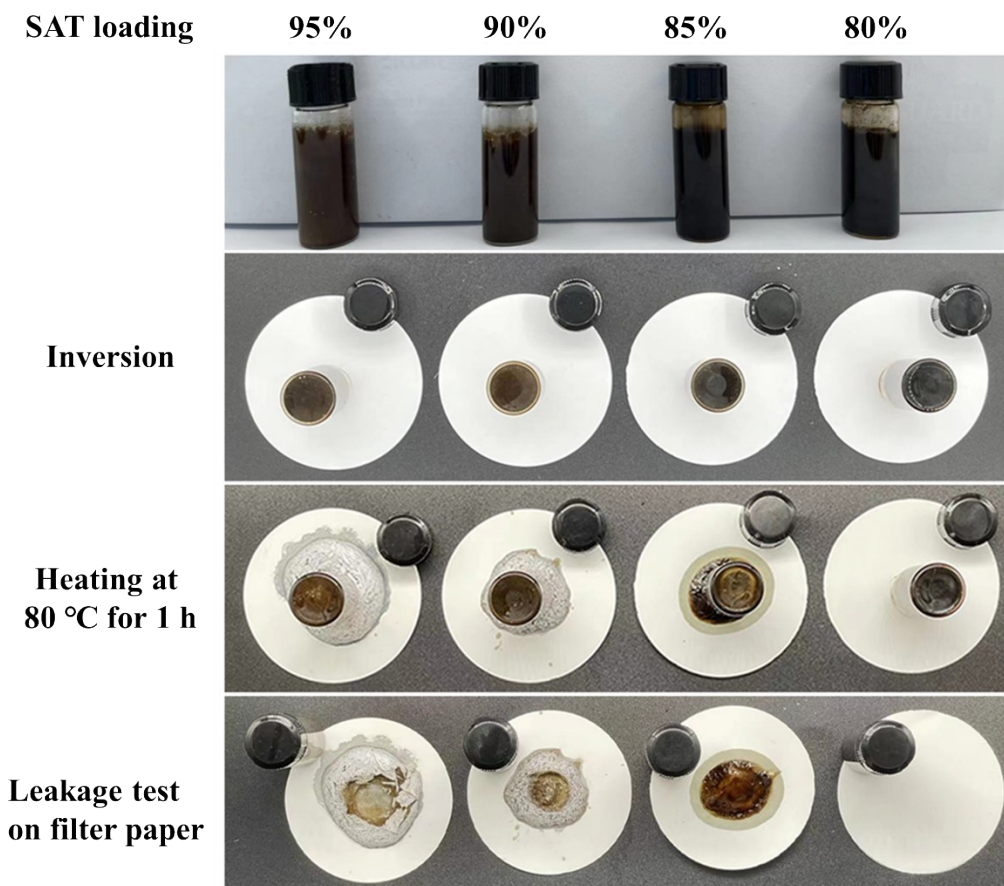 SAT loading 95% 90% 85% 80%
Inversion
Heating at
80 °C for 1 h
Leakage test
on filter paper